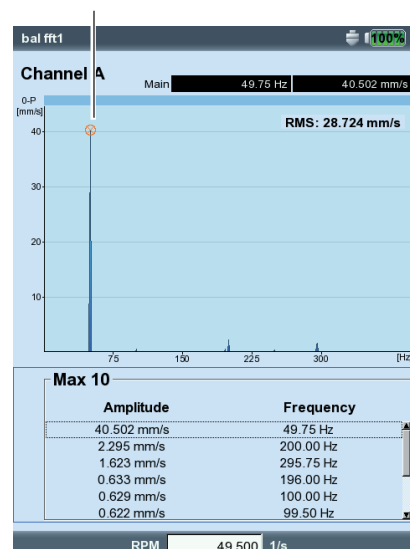 bal fft1 100%
Channel A Main 49.75 Hz 40.502 mm/s
0-P
[mm/s]
RMS: 28.724 mm/s
40
30
20
10
75 150 225 300 [Hz
Max 10
Amplitude Frequency
40.502 mm/s 49.75 Hz
2.295 mm/s 200.00 Hz
1.623 mm/s 295.75 Hz
0.633 mm/s 196.00 Hz
0.629 mm/s 100.00 Hz
0.622 mm/s 99.50 Hz
RPM 49.500 1/s